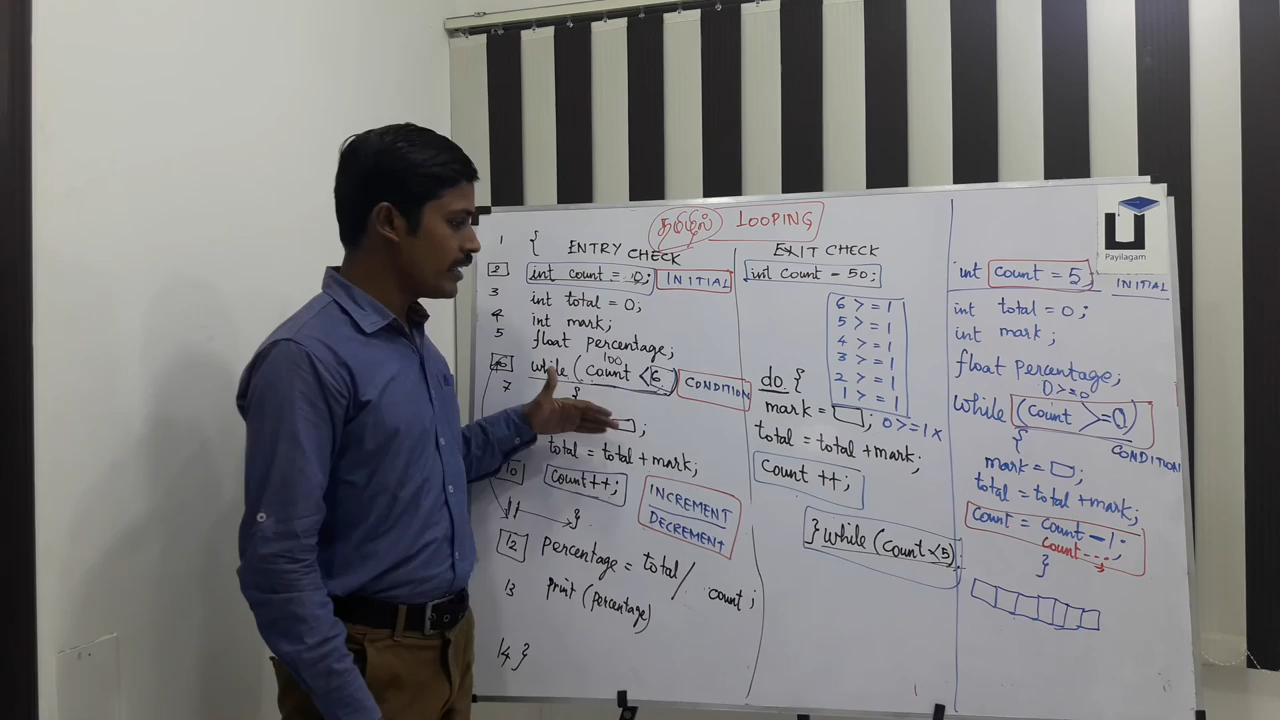 தமிழில் LOOPING
1 {
ENTRY CHECK
2 int count = 10; INITIAL
3 int total = 0;
4 int mark;
5 float percentage;
100
6 while (count <6) CONDITION
7 {
;
total = total + mark;
10 count++;
INCREMENT
DECREMENT
11 }
12 percentage = total / count;
13 print (percentage)
14 }
EXIT CHECK
int count = 50;
6 >= 1
5 >= 1
4 >= 1
3 >= 1
2 >= 1
1 >= 1
do {
mark = ; 0>=1 x
total = total + mark;
Count ++;
} while (count <5)
Payilagam
int count = 5; INITIAL
int total = 0;
int mark;
float percentage;
0>=0
while (count >=0)
CONDITION
{
mark = ;
total = total + mark;
count = count -1;
count--;
}